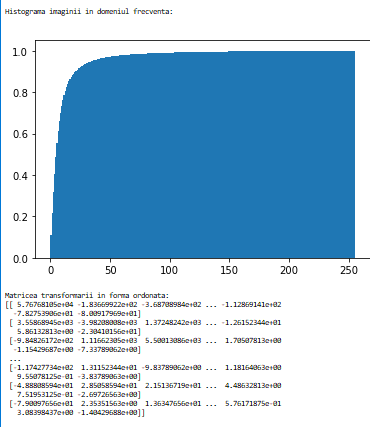 Histograma imaginii in domeniul frecventa:
1.0
0.8
0.6
0.4
0.2
0.0
0 50 100 150 200 250
Matricea transformarii in forma ordonata:
[[ 5.76768105e+04 -1.83669922e+02 -3.68708984e+02 ... -1.12869141e+02
-7.82753906e+01 -8.00917969e+01]
[ 3.55868945e+03 -3.98208008e+03 1.37248242e+03 ... -1.26152344e+01
5.86132813e+00 -2.30410156e+01]
[-9.84826172e+02 1.11662305e+03 5.50013086e+03 ... 1.70507813e+00
-1.15429687e+00 -7.33789062e+01]
...
[-1.17427734e+02 1.31152344e+01 -9.83789062e+00 ... 1.18164063e+00
9.55078125e-01 -3.83789063e+00]
[-4.88808594e+01 2.85058594e+01 2.15136719e+01 ... 4.48632813e+00
7.51953125e-01 -2.69726563e+00]
[-7.90097656e+01 2.35351563e+00 1.36347656e+01 ... 5.76171875e-01
3.08398437e+00 -1.40429688e+00]]